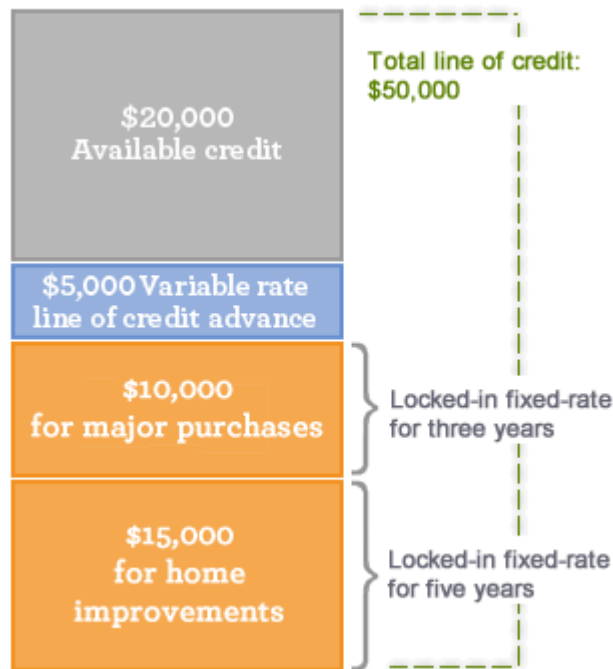 Total line of credit:
$50,000
$20,000
Available credit
$5,000 Variable rate
line of credit advance
$10,000
for major purchases
Locked-in fixed-rate
for three years
$15,000
for home
improvements
Locked-in fixed-rate
for five years